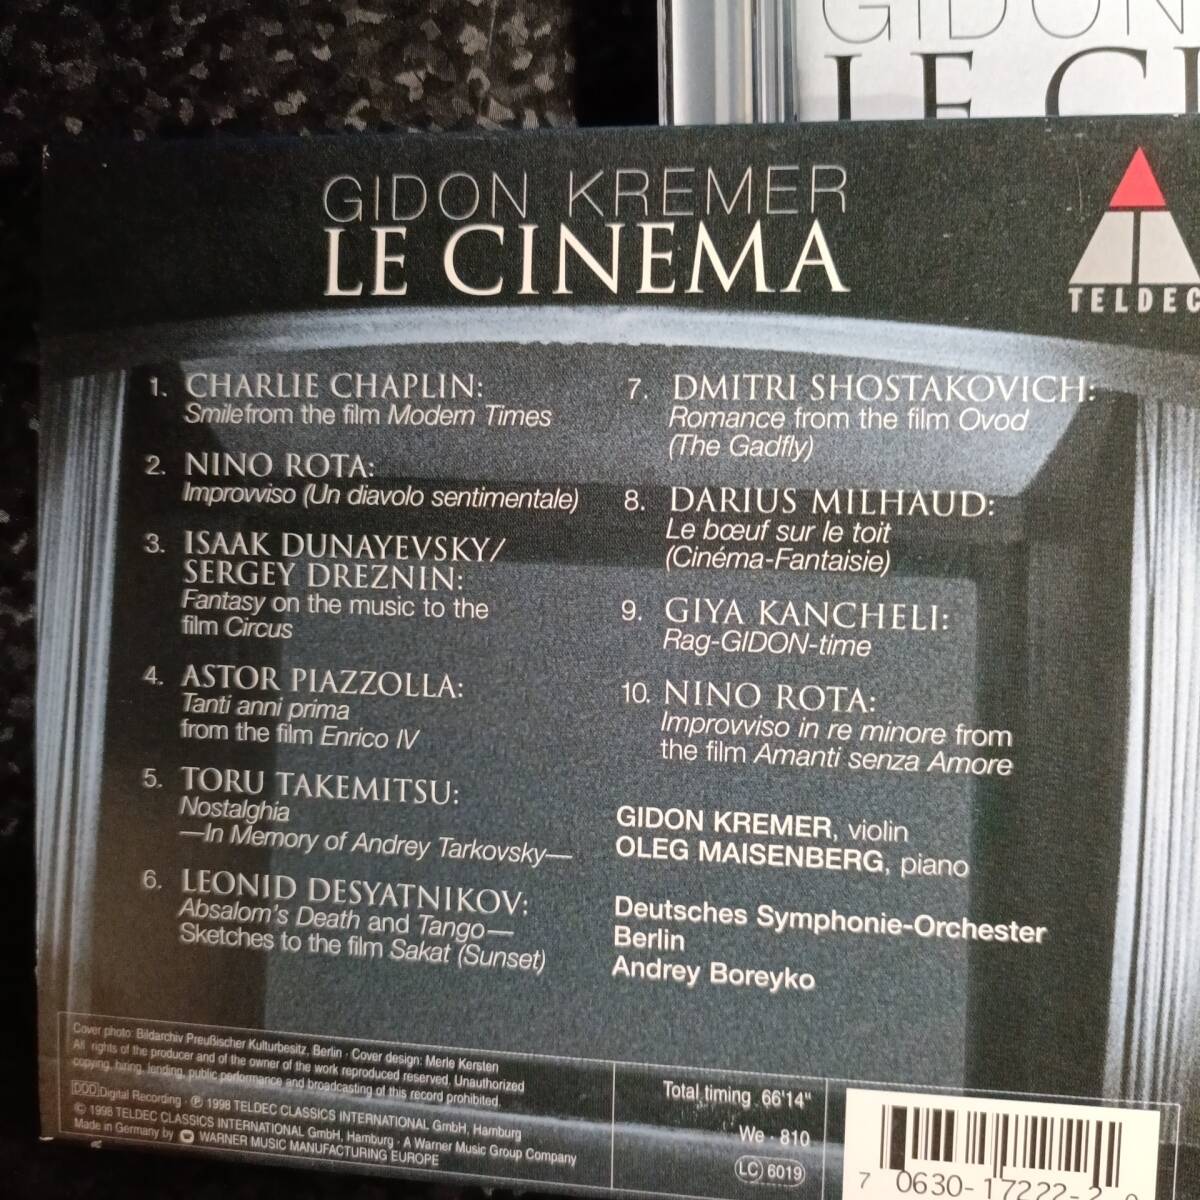 GIDON
LE CI
GIDON KREMER
LE CINEMA
TELDEC
1. CHARLIE CHAPLIN:
Smile from the film Modern Times
2. NINO ROTA:
Improvviso (Un diavolo sentimentale)
3. ISAAK DUNAYEVSKY/
SERGEY DREZNIN:
Fantasy on the music to the
film Circus
4. ASTOR PIAZZOLLA:
Tanti anni prima
from the film Enrico IV
5. TORU TAKEMITSU:
Nostalghia
—In Memory of Andrey Tarkovsky—
6. LEONID DESYATNIKOV:
Absalom's Death and Tango—
Sketches to the film Sakat (Sunset)
7. DMITRI SHOSTAKOVICH:
Romance from the film Ovod
(The Gadfly)
8. DARIUS MILHAUD:
Le bœuf sur le toit
(Cinéma-Fantaisie)
9. GIYA KANCHELI:
Rag-GIDON-time
10. NINO ROTA:
Improvviso in re minore from
the film Amanti senza Amore
GIDON KREMER, violin
OLEG MAISENBERG, piano
Deutsches Symphonie-Orchester
Berlin
Andrey Boreyko
Cover photo: Bildarchiv Preußischer Kulturbesitz, Berlin · Cover design: Merle Kersten
All rights of the producer and of the owner of the work reproduced reserved. Unauthorized
copying, hiring, lending, public performance and broadcasting of this record prohibited.
DDD Digital Recording · ℗ 1998 TELDEC CLASSICS INTERNATIONAL GmbH, Hamburg
© 1998 TELDEC CLASSICS INTERNATIONAL GmbH, Hamburg · A Warner Music Group Company
Made in Germany by WARNER MUSIC MANUFACTURING EUROPE
Total timing 66'14"
We · 810
LC 6019
7 0630-17222-